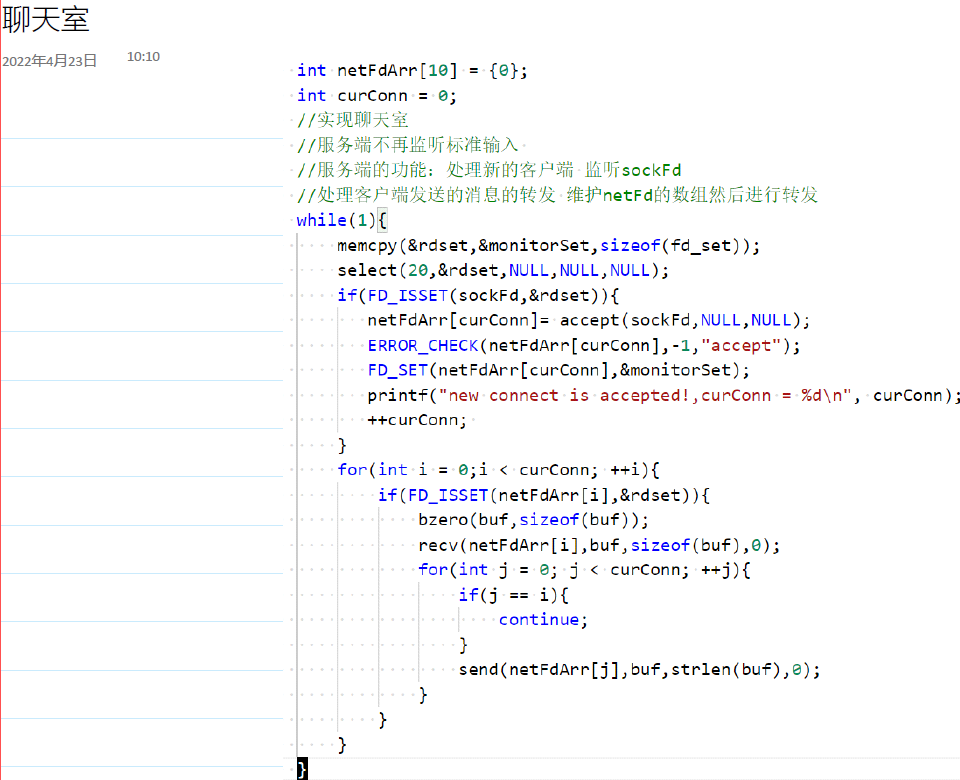 聊天室
2022年4月23日 10:10
int netFdArr[10] = {0};
int curConn = 0;
//实现聊天室
//服务端不再监听标准输入
//服务端的功能：处理新的客户端 监听sockFd
//处理客户端发送的消息的转发 维护netFd的数组然后进行转发
while(1){
    memcpy(&rdset,&monitorSet,sizeof(fd_set));
    select(20,&rdset,NULL,NULL,NULL);
    if(FD_ISSET(sockFd,&rdset)){
        netFdArr[curConn]= accept(sockFd,NULL,NULL);
        ERROR_CHECK(netFdArr[curConn],-1,"accept");
        FD_SET(netFdArr[curConn],&monitorSet);
        printf("new connect is accepted!,curConn = %d\n", curConn);
        ++curConn;
    }
    for(int i = 0;i < curConn; ++i){
        if(FD_ISSET(netFdArr[i],&rdset)){
            bzero(buf,sizeof(buf));
            recv(netFdArr[i],buf,sizeof(buf),0);
            for(int j = 0; j < curConn; ++j){
                if(j == i){
                    continue;
                }
                send(netFdArr[j],buf,strlen(buf),0);
            }
        }
    }
}